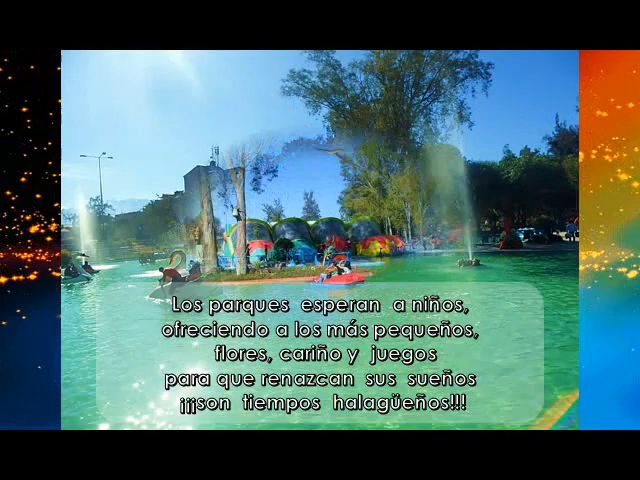 Los parques esperan a niños,
ofreciendo a los más pequeños,
flores, cariño y juegos
para que renazcan sus sueños
¡¡¡son tiempos halagüeños!!!